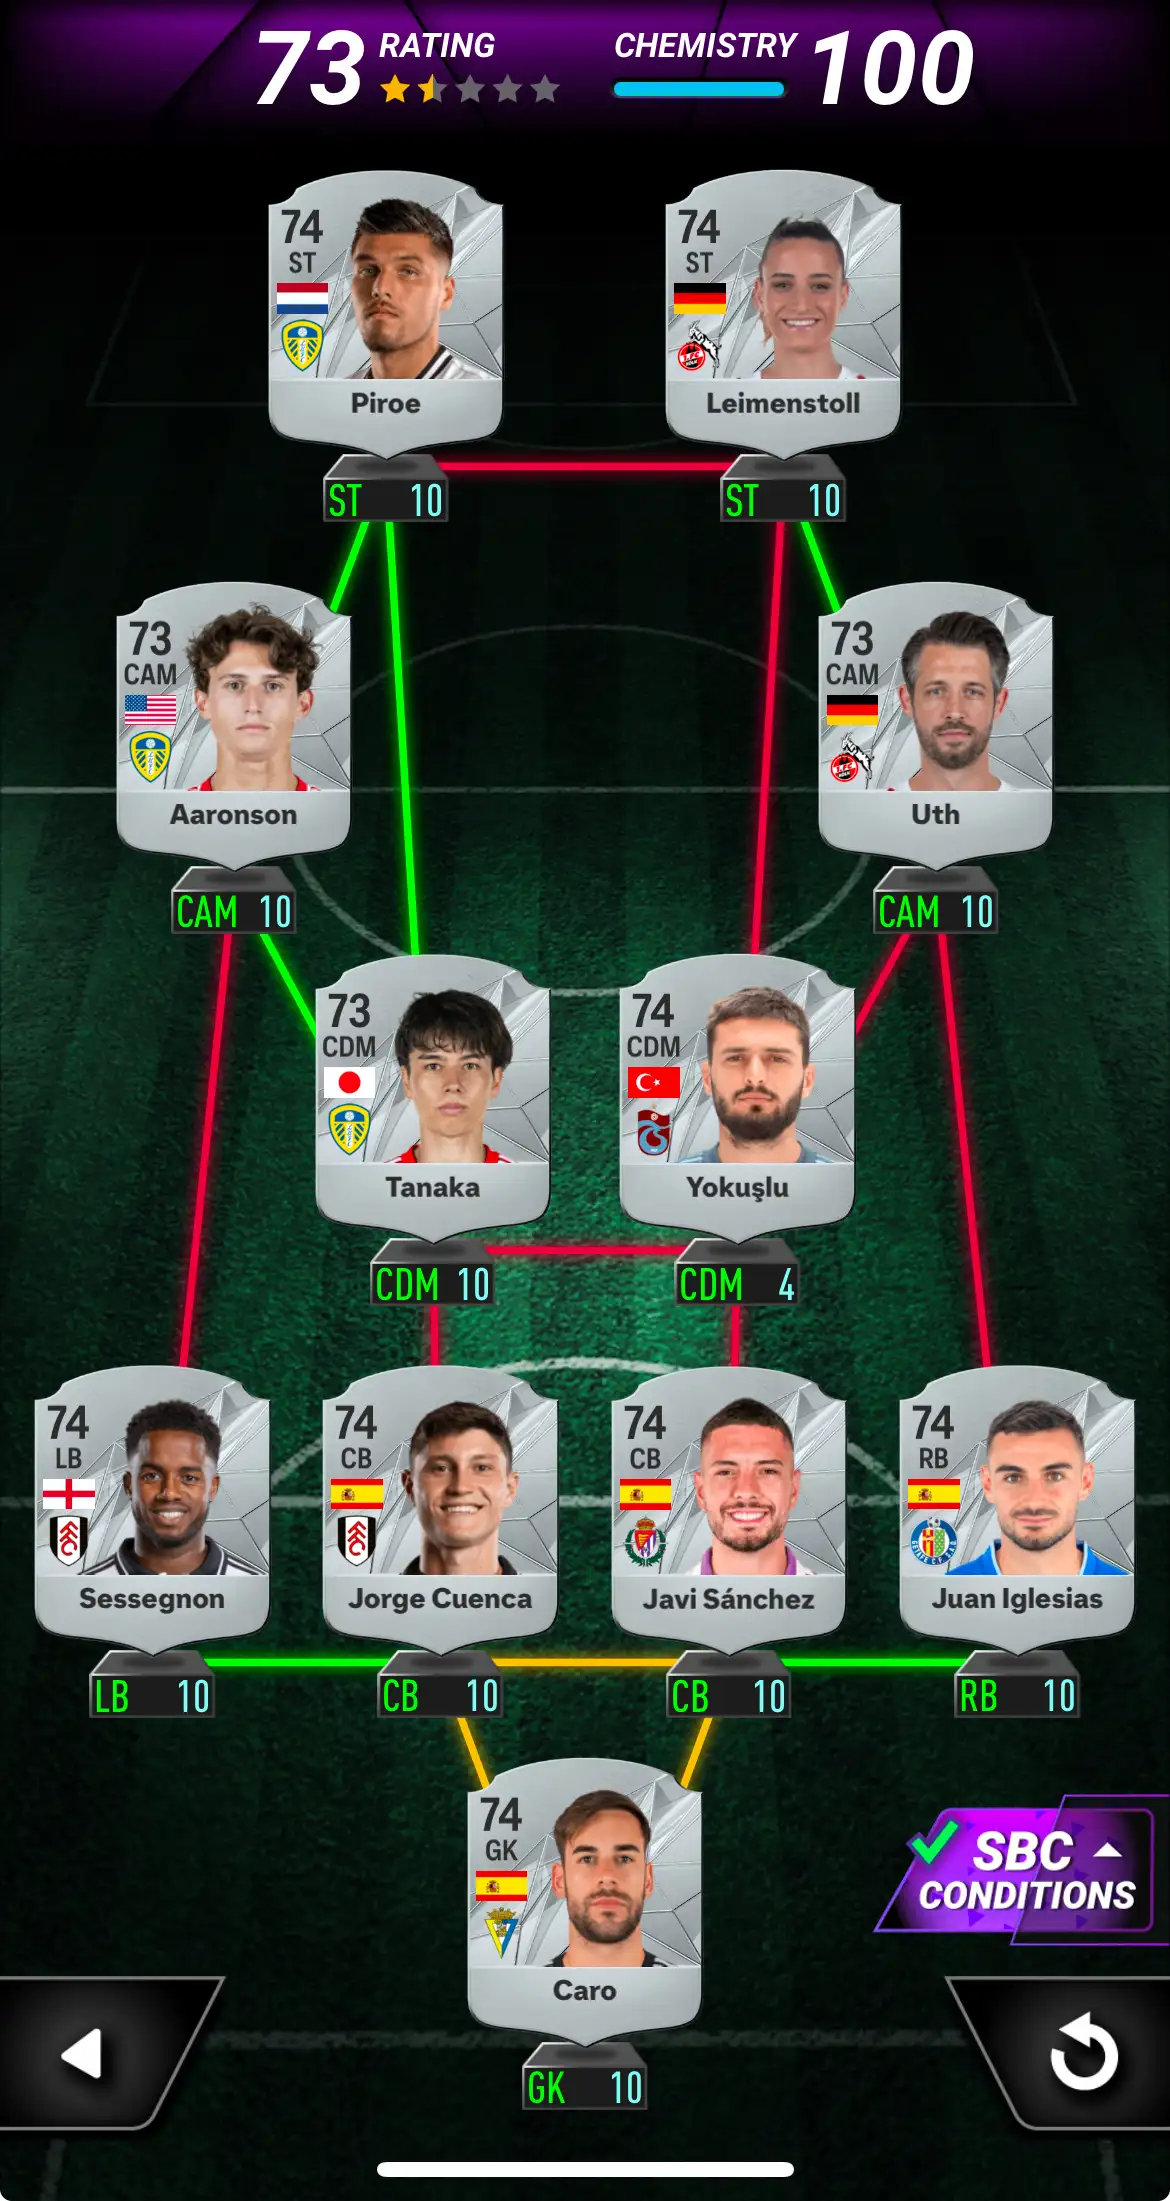 73 RATING CHEMISTRY 100
74 74
ST ST
Piroe Leimenstoll
ST 10 ST 10
73 73
CAM CAM
Aaronson Uth
CAM 10 CAM 10
73 74
CDM CDM
Tanaka Yokuşlu
CDM 10 CDM 4
74 74 74 74
LB CB CB RB
Sessegnon Jorge Cuenca Javi Sánchez Juan Iglesias
LB 10 CB 10 CB 10 RB 10
74
GK
Caro
GK 10
SBC
CONDITIONS